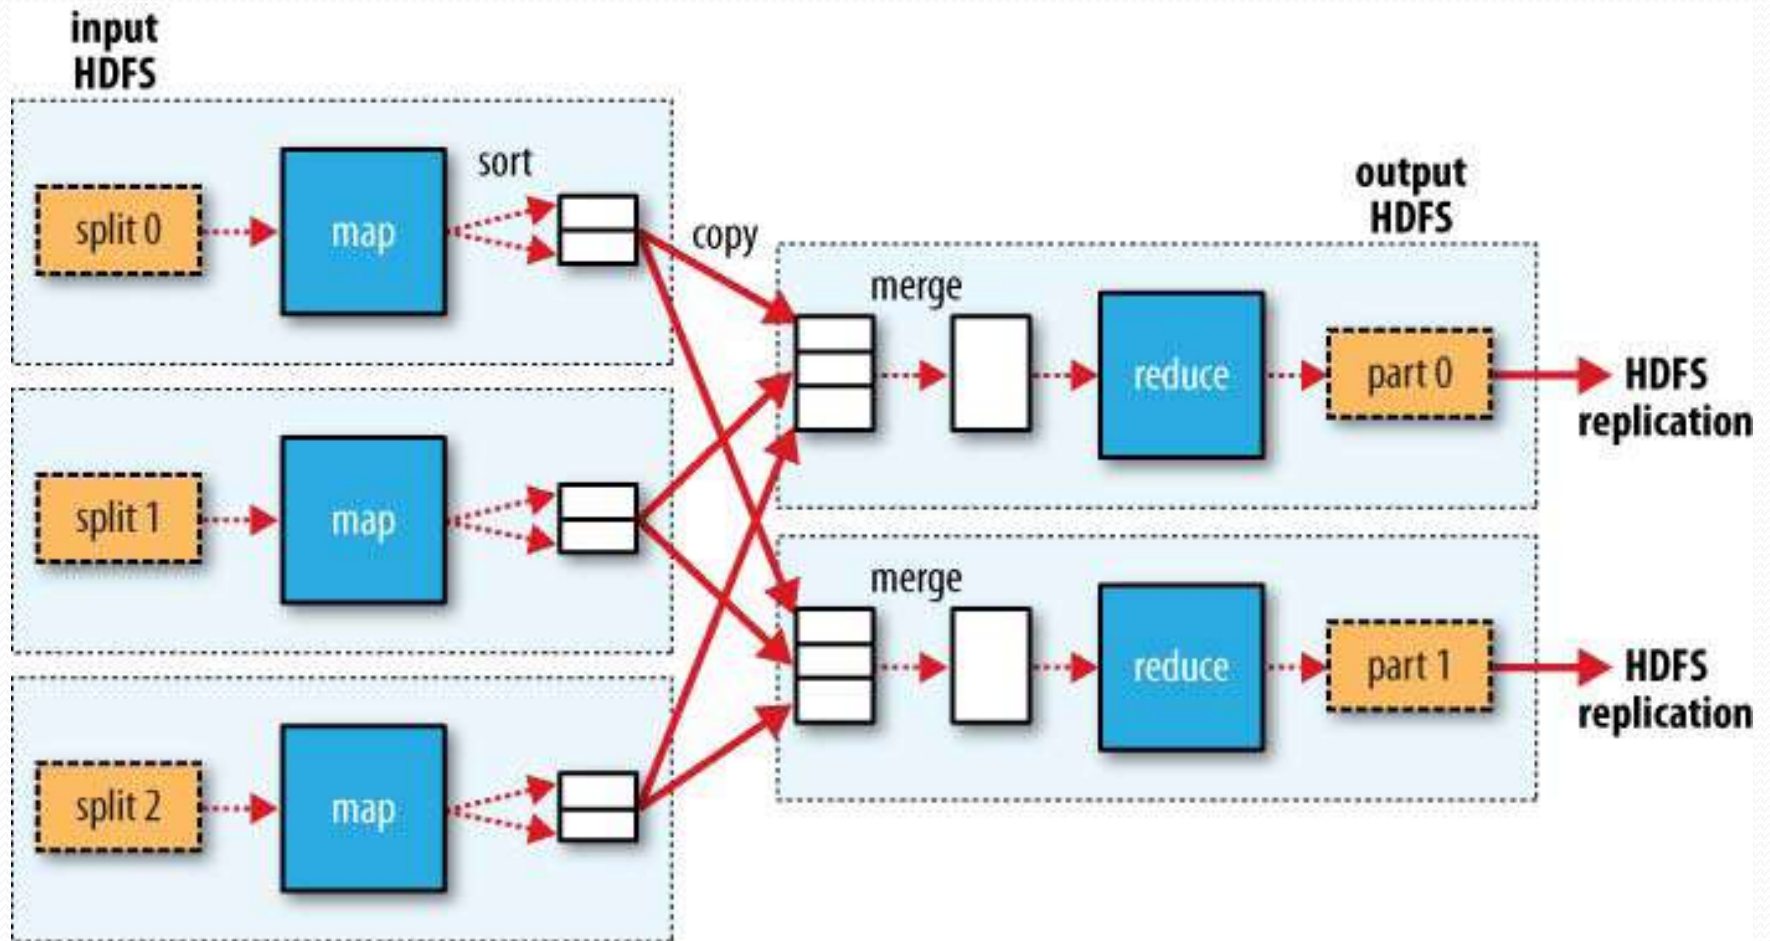 input
HDFS
split 0
map
sort
copy
split 1
map
split 2
map
output
HDFS
merge
reduce
part 0
HDFS
replication
merge
reduce
part 1
HDFS
replication